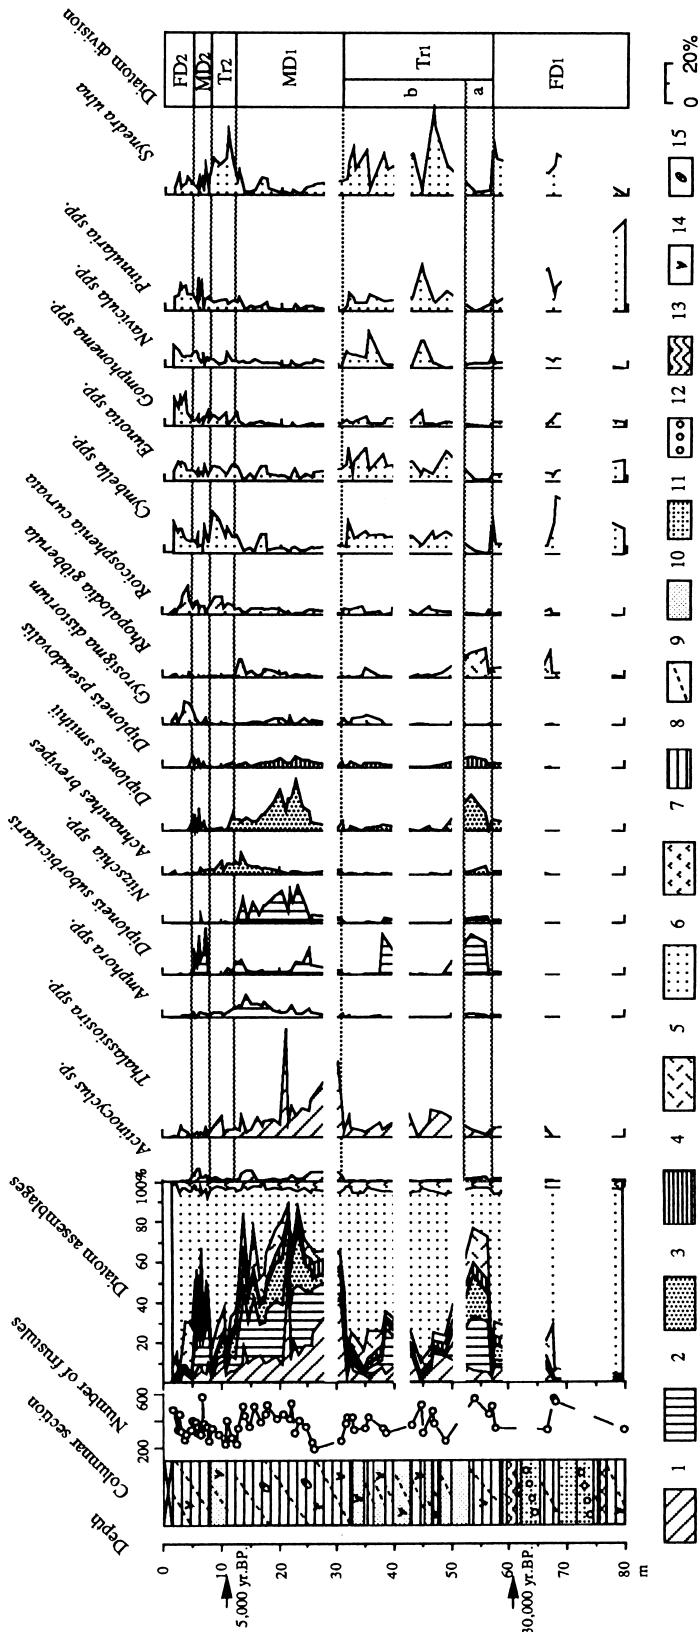 Depth
Columnar section
Number of frustules
Diatom assemblages
Actinocyclus sp.
Thalassiosira spp.
Amphora spp.
Diploneis suborbicularis
Nitzschia spp.
Achnanthes brevipes
Diploneis smithii
Diploneis pseudovalis
Gyrosigma distortum
Rhopalodia gibberula
Roicosphenia curvata
Cymbella spp.
Eunotia spp.
Gomphonema spp.
Navicula spp.
Pinnularia spp.
Synedra ulna
Diatom division
0
10
20
30
40
50
60
70
80
m
5,000 yr.BP.
30,000 yr.BP.
200
600
20
40
60
80
100%
FD2
MD2
Tr2
MD1
Tr1
b
a
FD1
1 2 3 4 5 6 7 8 9 10 11 12 13 14 15
0 20%